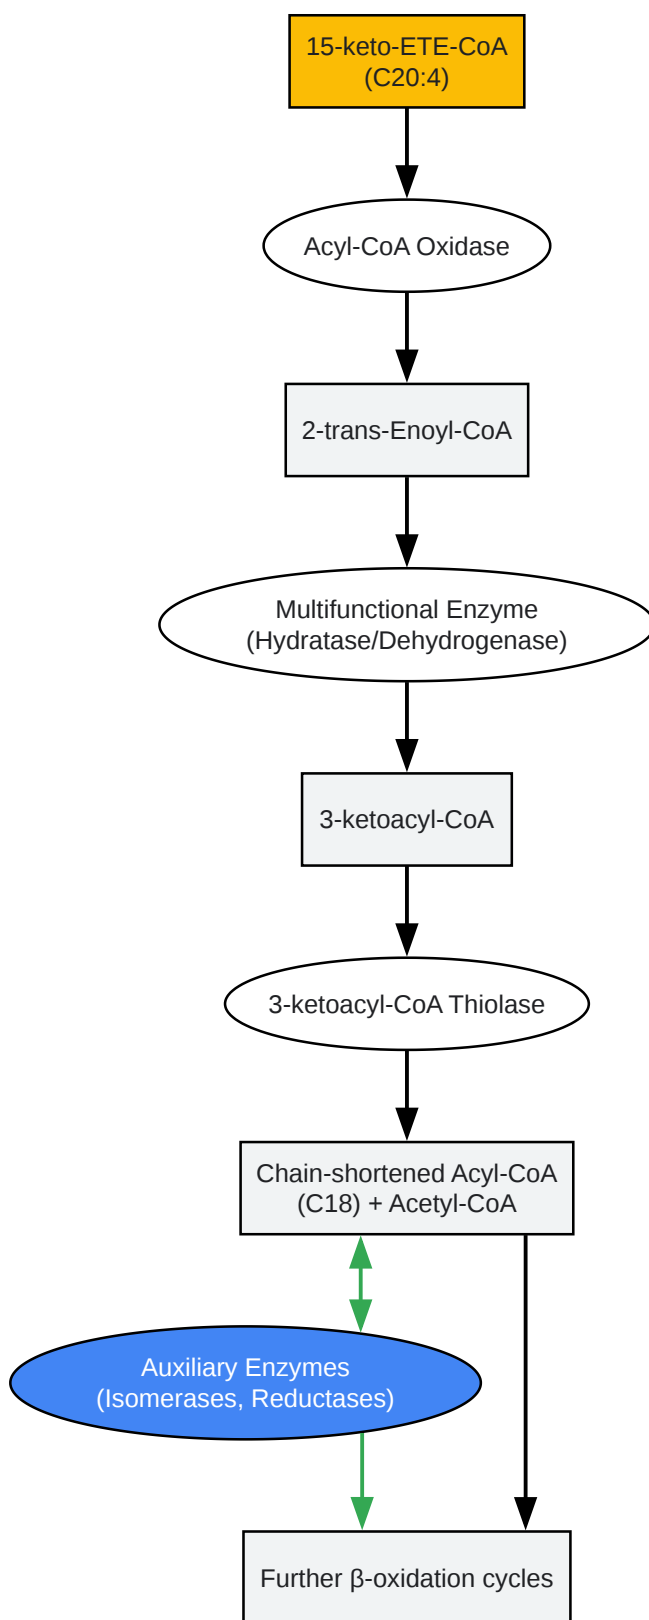 15-keto-ETE-CoA
(C20:4)
Acyl-CoA Oxidase
2-trans-Enoyl-CoA
Multifunctional Enzyme
(Hydratase/Dehydrogenase)
3-ketoacyl-CoA
3-ketoacyl-CoA Thiolase
Chain-shortened Acyl-CoA
(C18) + Acetyl-CoA
Auxiliary Enzymes
(Isomerases, Reductases)
Further β-oxidation cycles